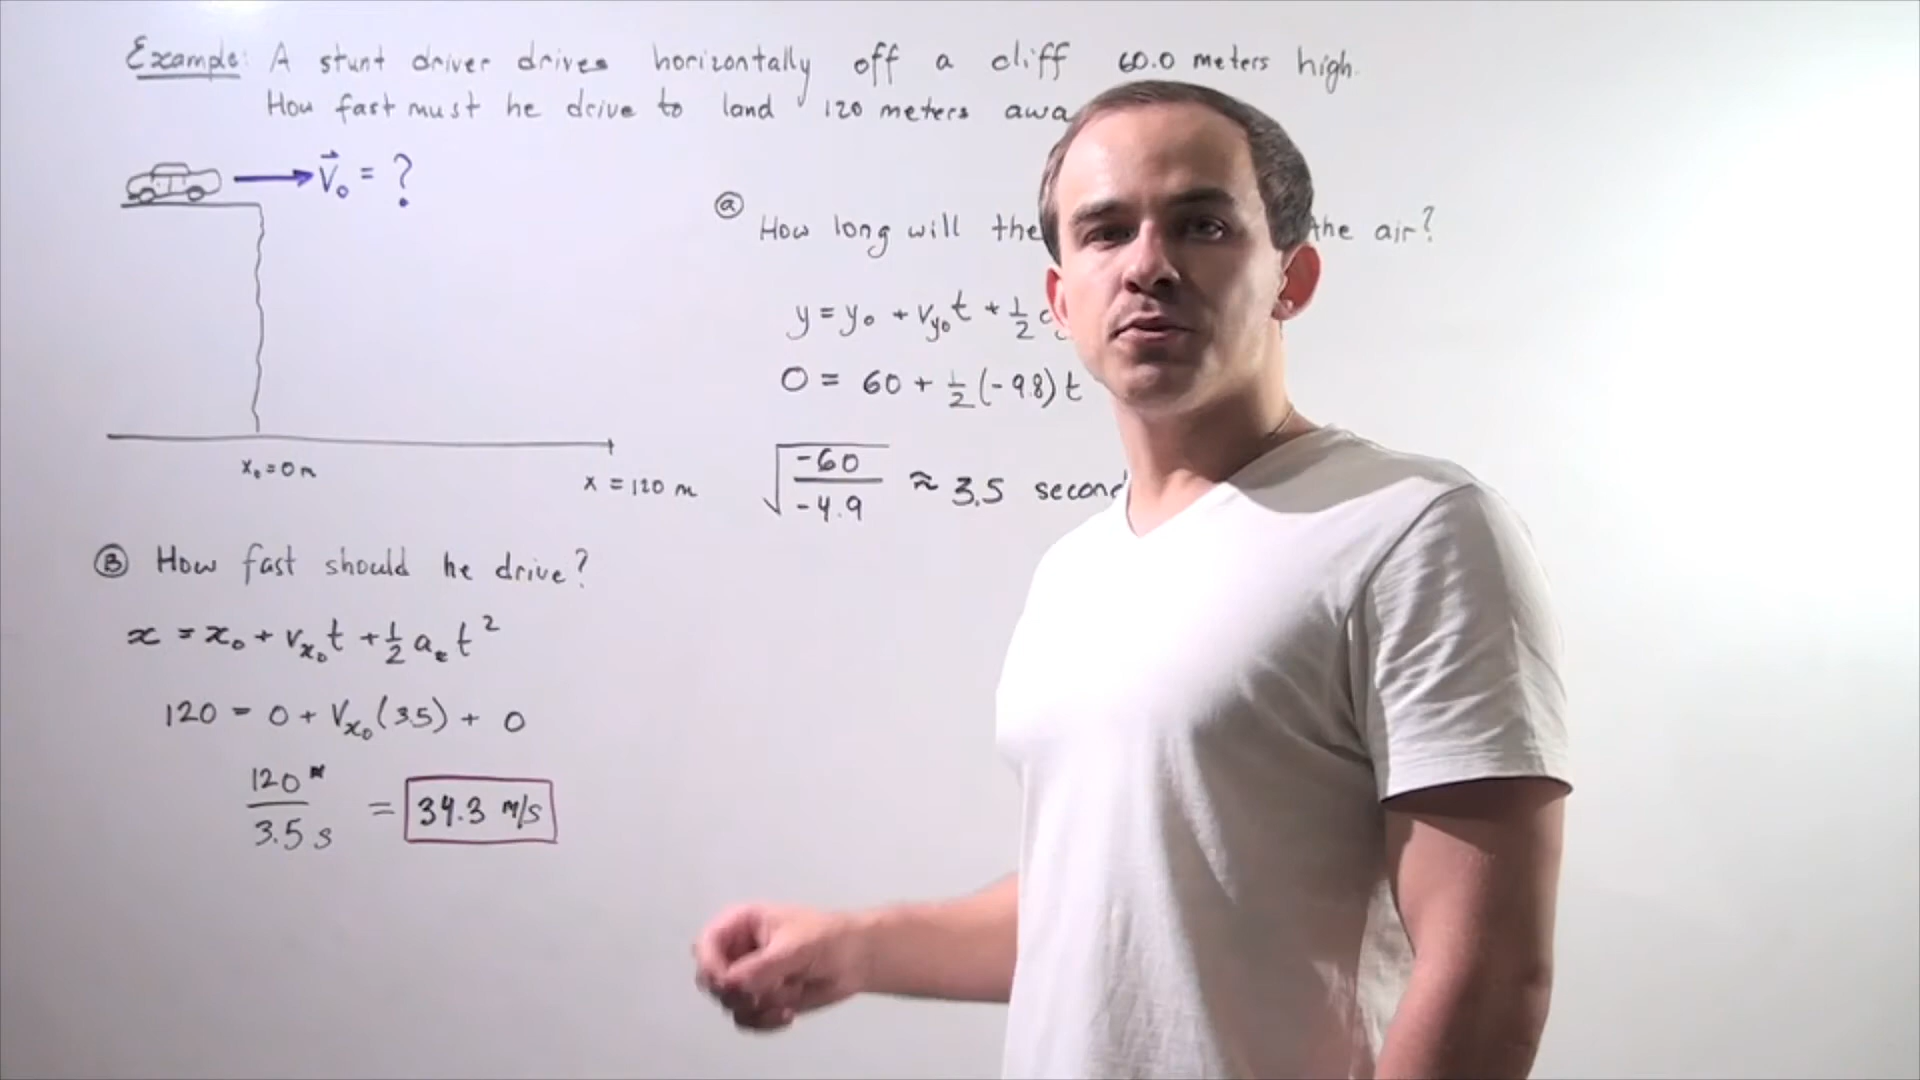 Example: A stunt driver drives horizontally off a cliff 60.0 meters high.
How fast must he drive to land 120 meters
V₀ = ?
x₀ = 0 m
x = 120 m
ⓐ
How long will the the air?
y = y₀ + v_y₀ t + 1/2
0 = 60 + 1/2 (-9.8) t
√(-60 / -4.9) ≈ 3.5
Ⓑ How fast should he drive?
x = x₀ + v_x₀ t + 1/2 aₓ t²
120 = 0 + V_x₀ (3.5) + 0
120 m / 3.5 s = 34.3 m/s